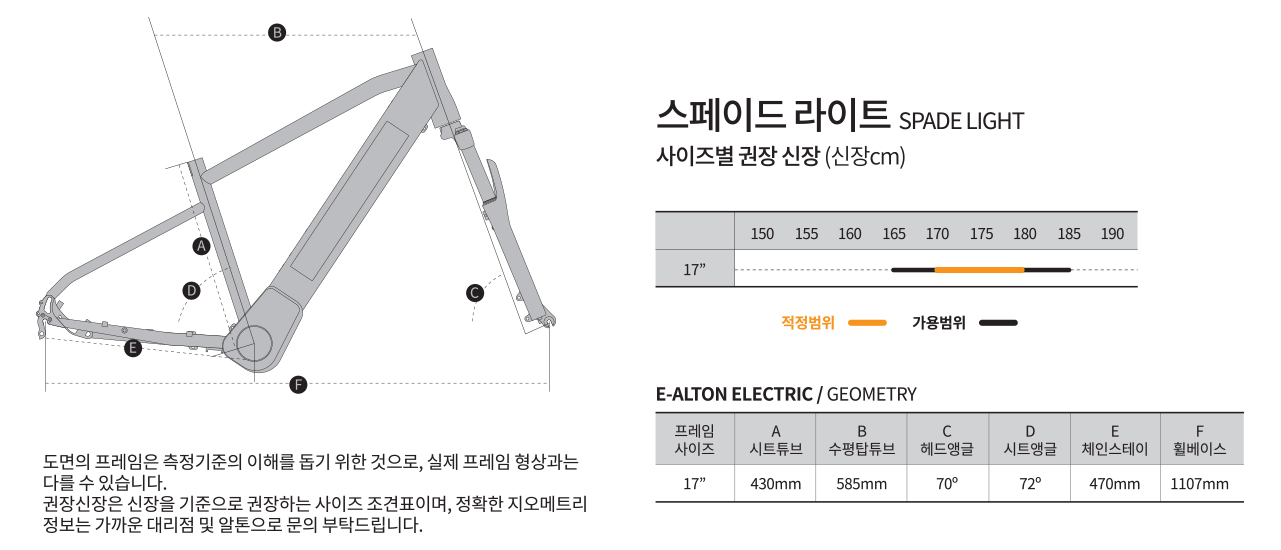 B
A
D
C
E
F
도면의 프레임은 측정기준의 이해를 돕기 위한 것으로, 실제 프레임 형상과는
다를 수 있습니다.
권장신장은 신장을 기준으로 권장하는 사이즈 조견표이며, 정확한 지오메트리
정보는 가까운 대리점 및 알톤으로 문의 부탁드립니다.
스페이드 라이트 SPADE LIGHT
사이즈별 권장 신장 (신장cm)
150 155 160 165 170 175 180 185 190
17”
적정범위 가용범위
E-ALTON ELECTRIC / GEOMETRY
프레임 A B C D E F
사이즈 시트튜브 수평탑튜브 헤드앵글 시트앵글 체인스테이 휠베이스
17” 430mm 585mm 70º 72º 470mm 1107mm